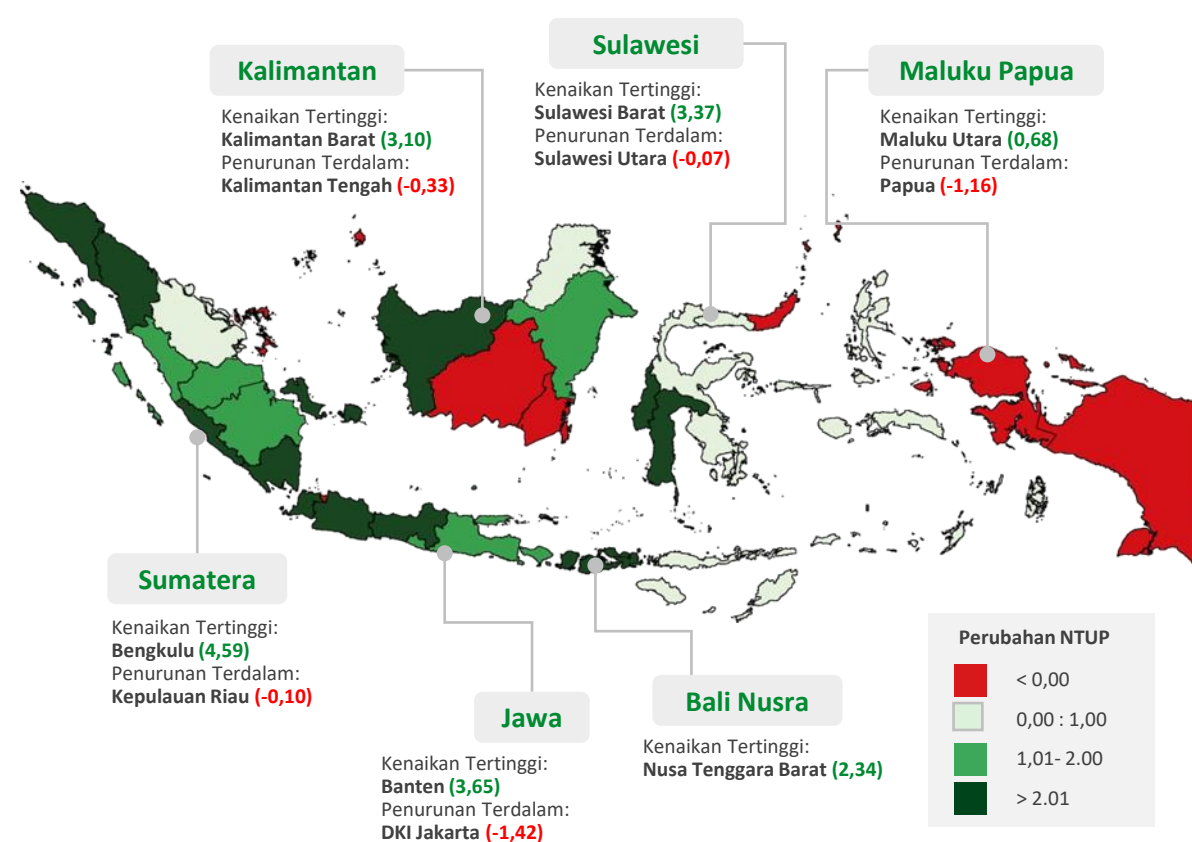 Kalimantan
Kenaikan Tertinggi:
Kalimantan Barat (3,10)
Penurunan Terdalam:
Kalimantan Tengah (-0,33)
Sulawesi
Kenaikan Tertinggi:
Sulawesi Barat (3,37)
Penurunan Terdalam:
Sulawesi Utara (-0,07)
Maluku Papua
Kenaikan Tertinggi:
Maluku Utara (0,68)
Penurunan Terdalam:
Papua (-1,16)
Sumatera
Kenaikan Tertinggi:
Bengkulu (4,59)
Penurunan Terdalam:
Kepulauan Riau (-0,10)
Jawa
Kenaikan Tertinggi:
Banten (3,65)
Penurunan Terdalam:
DKI Jakarta (-1,42)
Bali Nusra
Kenaikan Tertinggi:
Nusa Tenggara Barat (2,34)
Perubahan NTUP
< 0,00
0,00 : 1,00
1,01- 2.00
> 2.01